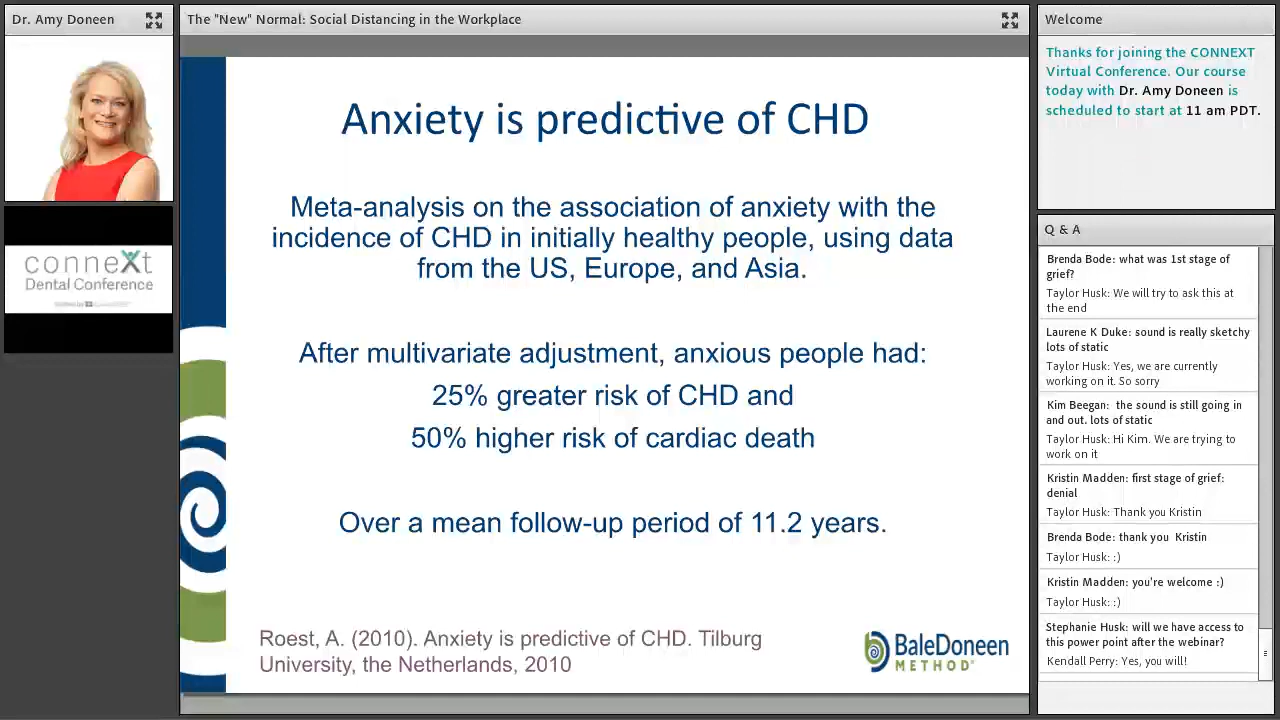 Dr. Amy Doneen
The "New" Normal: Social Distancing in the Workplace
Welcome
Thanks for joining the CONNEXT
Virtual Conference. Our course
today with Dr. Amy Doneen is
scheduled to start at 11 am PDT.
conneXt
Dental Conference
Anxiety is predictive of CHD
Meta-analysis on the association of anxiety with the
incidence of CHD in initially healthy people, using data
from the US, Europe, and Asia.
After multivariate adjustment, anxious people had:
25% greater risk of CHD and
50% higher risk of cardiac death
Over a mean follow-up period of 11.2 years.
Roest, A. (2010). Anxiety is predictive of CHD. Tilburg
University, the Netherlands, 2010
BaleDoneen
METHOD®
Q & A
Brenda Bode: what was 1st stage of
grief?
Taylor Husk: We will try to ask this at
the end
Laurene K Duke: sound is really sketchy
lots of static
Taylor Husk: Yes, we are currently
working on it. So sorry
Kim Beegan:  the sound is still going in
and out. lots of static
Taylor Husk: Hi Kim. We are trying to
work on it
Kristin Madden: first stage of grief:
denial
Taylor Husk: Thank you Kristin
Brenda Bode: thank you  Kristin
Taylor Husk: :)
Kristin Madden: you're welcome :)
Taylor Husk: :)
Stephanie Husk: will we have access to
this power point after the webinar?
Kendall Perry: Yes, you will!